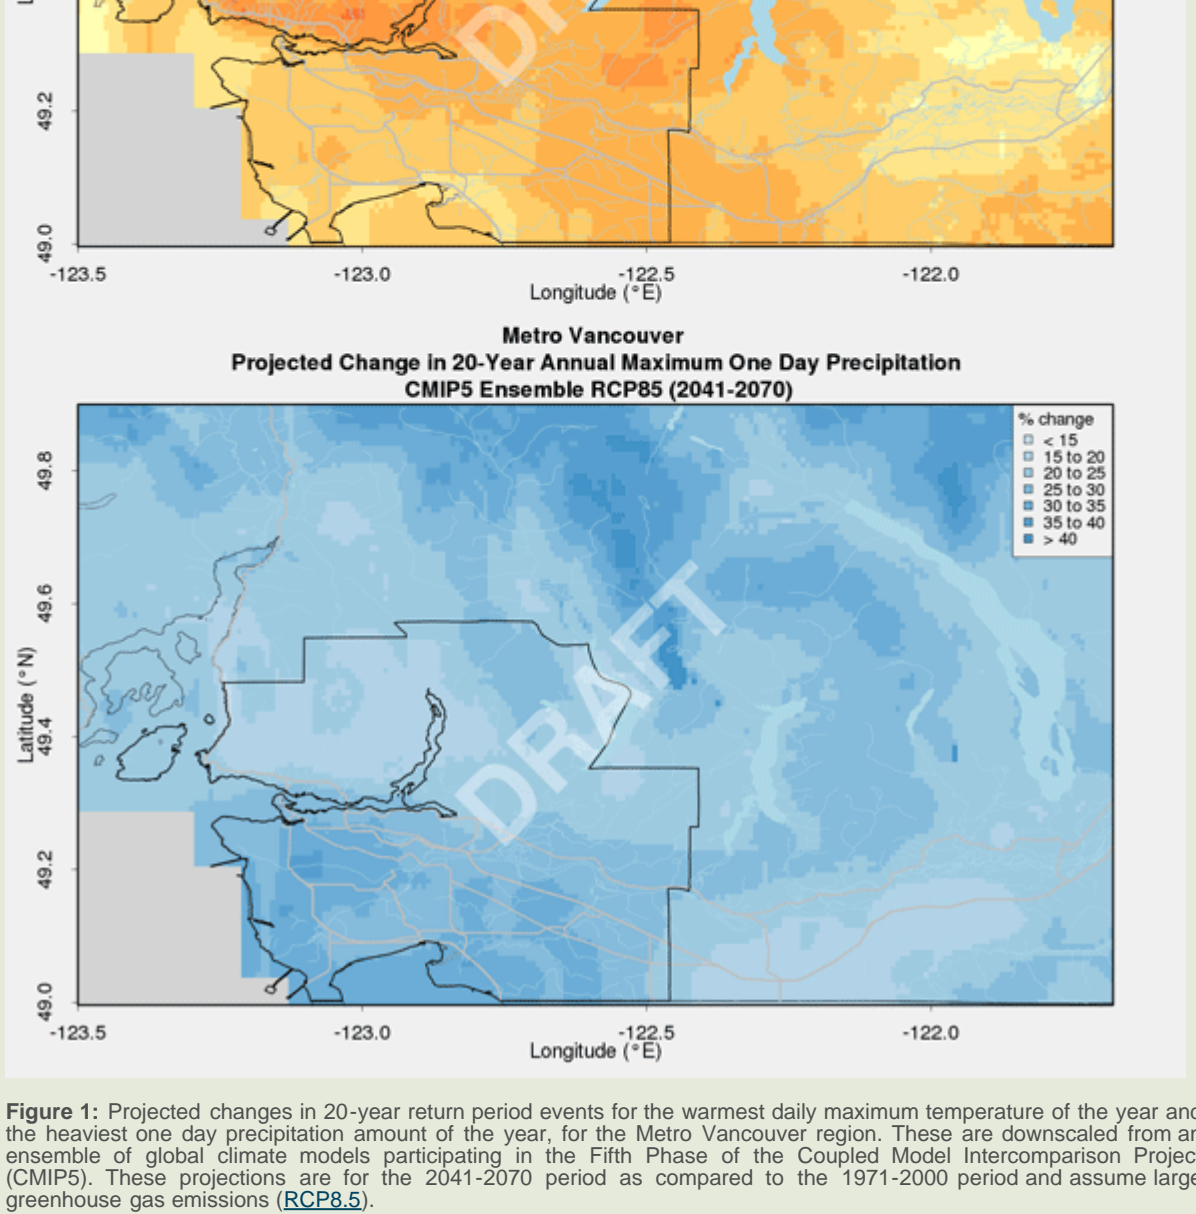 DRAFT
49.2
49.0
-123.5 -123.0 -122.5 -122.0
Longitude (°E)
Metro Vancouver
Projected Change in 20-Year Annual Maximum One Day Precipitation
CMIP5 Ensemble RCP85 (2041-2070)
% change
< 15
15 to 20
20 to 25
25 to 30
30 to 35
35 to 40
> 40
49.8
49.6
49.4
49.2
49.0
Latitude (°N)
DRAFT
-123.5 -123.0 -122.5 -122.0
Longitude (°E)
Figure 1: Projected changes in 20-year return period events for the warmest daily maximum temperature of the year and
the heaviest one day precipitation amount of the year, for the Metro Vancouver region. These are downscaled from an
ensemble of global climate models participating in the Fifth Phase of the Coupled Model Intercomparison Project
(CMIP5). These projections are for the 2041-2070 period as compared to the 1971-2000 period and assume large
greenhouse gas emissions (RCP8.5).